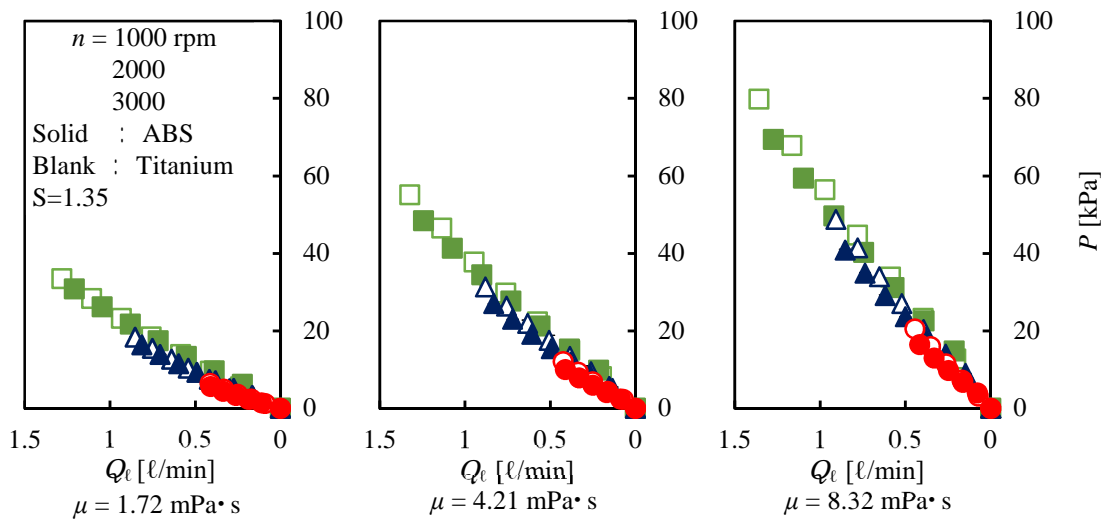 n = 1000 rpm
2000
3000
Solid : ABS
Blank : Titanium
S=1.35
100
80
60
40
20
0
1.5 1 0.5 0
Qℓ [ℓ/min]
μ = 1.72 mPa• s
100
80
60
40
20
0
1.5 1 0.5 0
Qℓ [ℓ/min]
μ = 4.21 mPa• s
100
80
60
40
20
0
P [kPa]
1.5 1 0.5 0
Qℓ [ℓ/min]
μ = 8.32 mPa• s